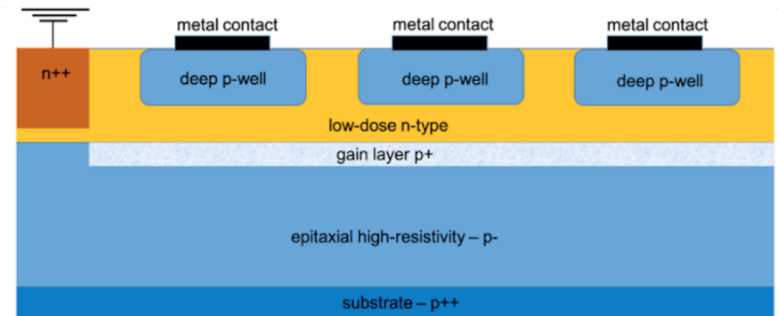 metal contact metal contact metal contact
n++ deep p-well deep p-well deep p-well
low-dose n-type
gain layer p+
epitaxial high-resistivity – p-
substrate – p++